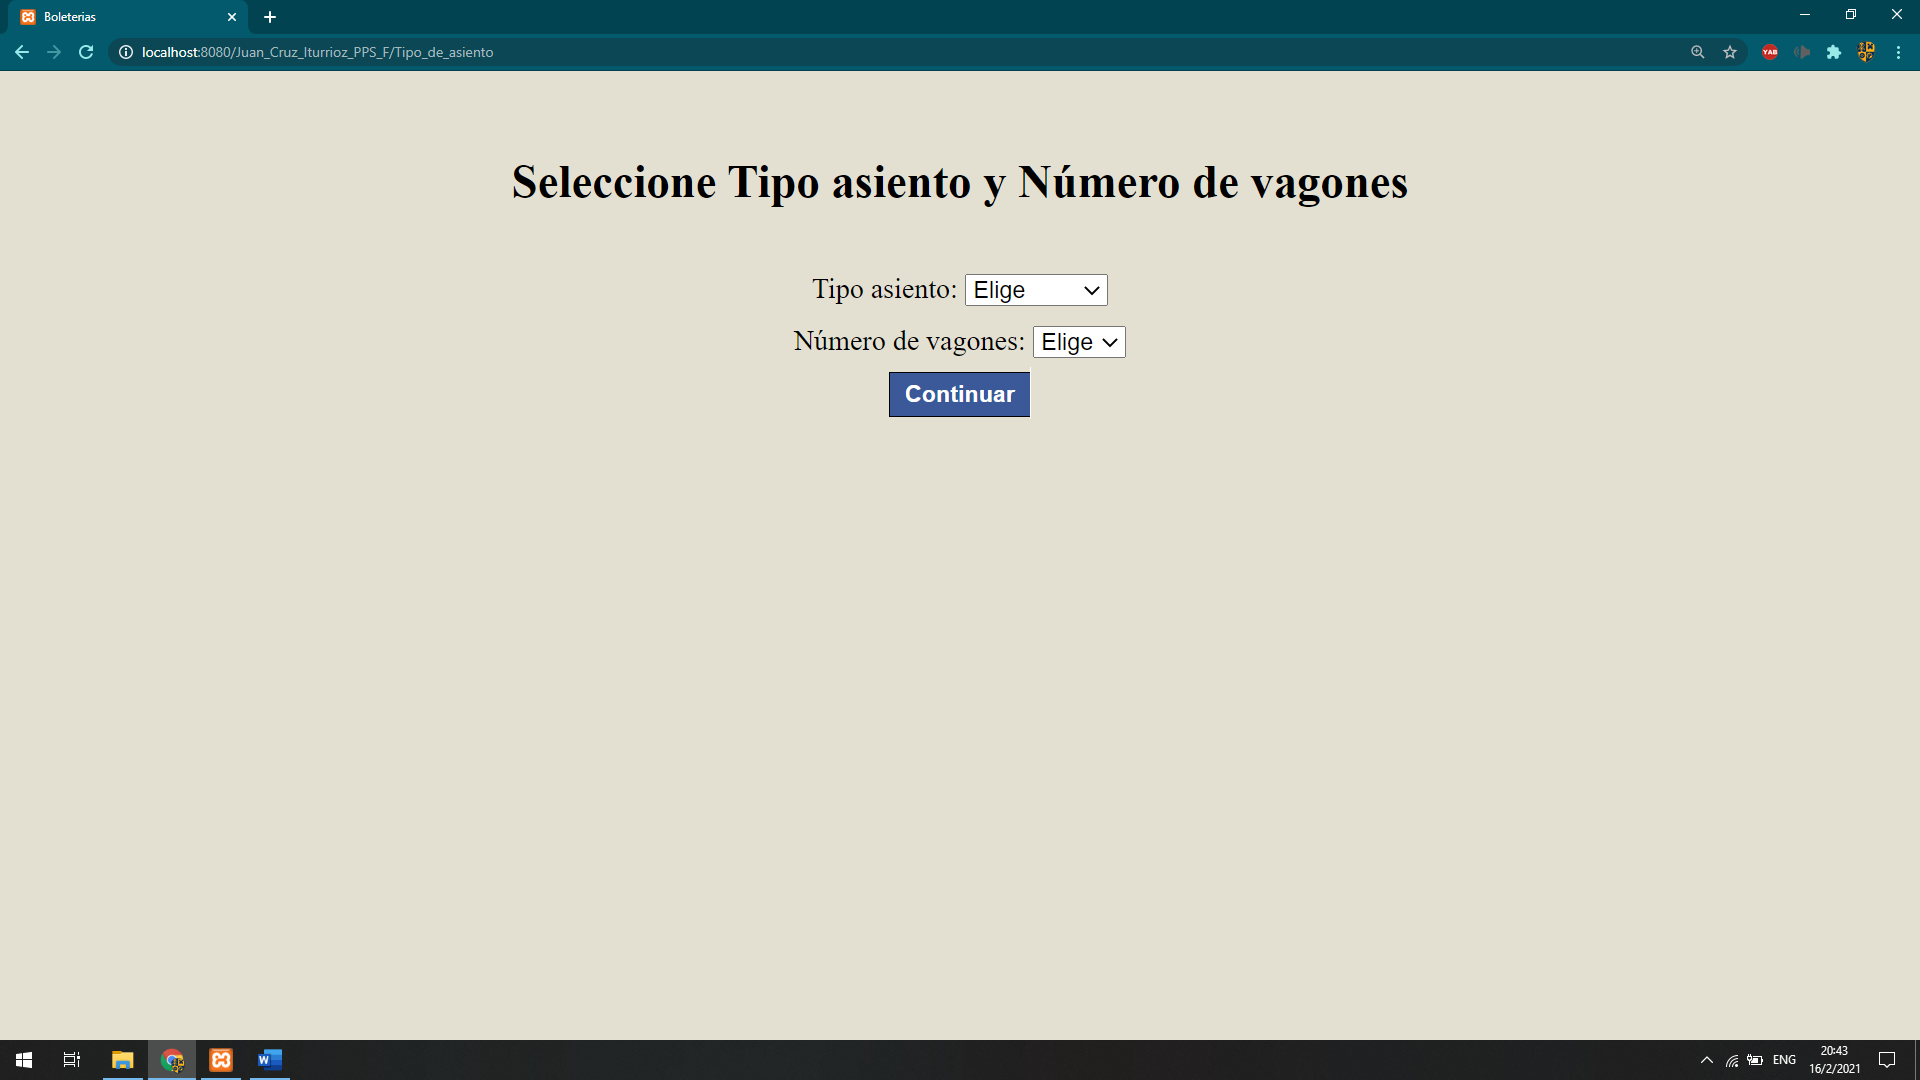 Boleterias
localhost:8080/Juan_Cruz_Iturrioz_PPS_F/Tipo_de_asiento
YAB
Seleccione Tipo asiento y Número de vagones
Tipo asiento: Elige
Número de vagones: Elige
Continuar
W
ENG
20:43
16/2/2021